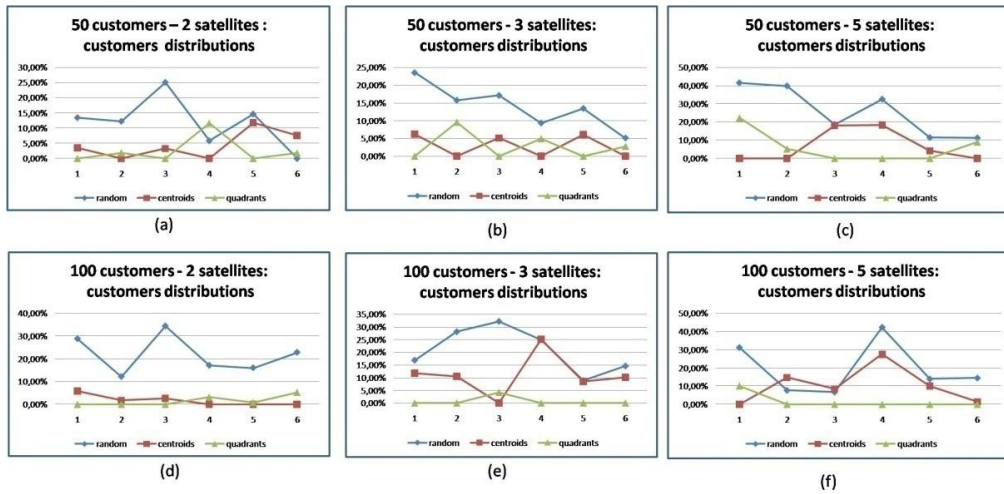 50 customers – 2 satellites :
customers distributions
30,00%
25,00%
20,00%
15,00%
10,00%
5,00%
0,00%
1 2 3 4 5 6
random centroids quadrants
(a)
50 customers - 3 satellites:
customers distributions
25,00%
20,00%
15,00%
10,00%
5,00%
0,00%
1 2 3 4 5 6
random centroids quadrants
(b)
50 customers - 5 satellites:
customers distributions
50,00%
40,00%
30,00%
20,00%
10,00%
0,00%
1 2 3 4 5 6
random centroids quadrants
(c)
100 customers - 2 satellites:
customers distributions
40,00%
30,00%
20,00%
10,00%
0,00%
1 2 3 4 5 6
random centroids quadrants
(d)
100 customers - 3 satellites:
customers distributions
35,00%
30,00%
25,00%
20,00%
15,00%
10,00%
5,00%
0,00%
1 2 3 4 5 6
random centroids quadrants
(e)
100 customers - 5 satellites:
customers distributions
50,00%
40,00%
30,00%
20,00%
10,00%
0,00%
1 2 3 4 5 6
random centroids quadrants
(f)